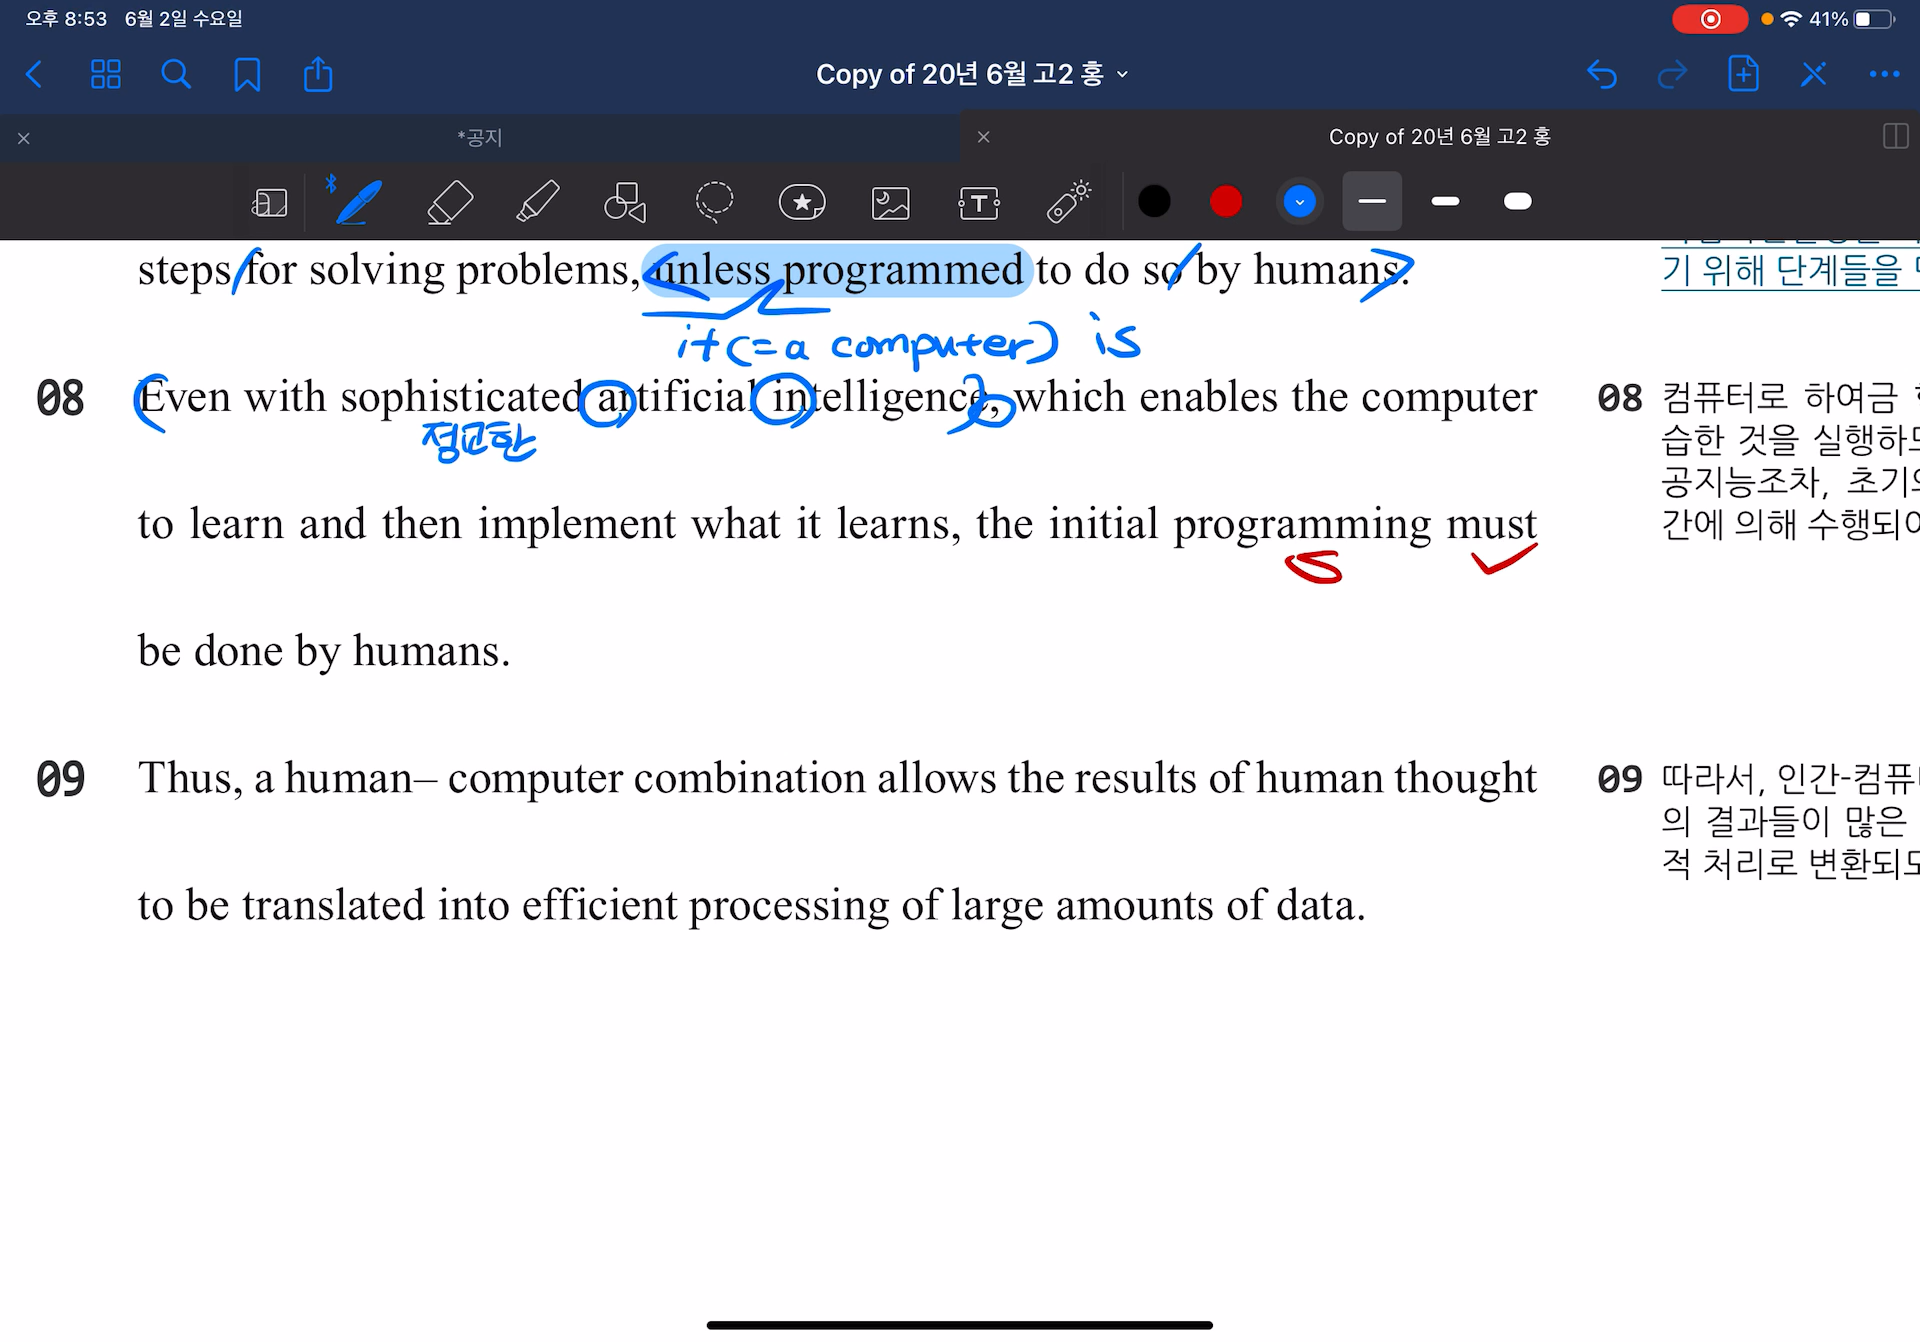 오후 8:53 6월 2일 수요일
41%
Copy of 20년 6월 고2 홍
*공지
Copy of 20년 6월 고2 홍
steps for solving problems, unless programmed to do so by humans.
기 위해 단계들을
it (= a computer) is
08 Even with sophisticated artificial intelligence, which enables the computer
정교한
to learn and then implement what it learns, the initial programming must
S
be done by humans.
08 컴퓨터로 하여금
습한 것을 실행하도
공지능조차, 초기의
간에 의해 수행되어
09 Thus, a human– computer combination allows the results of human thought
to be translated into efficient processing of large amounts of data.
09 따라서, 인간-컴퓨터
의 결과들이 많은
적 처리로 변환되도